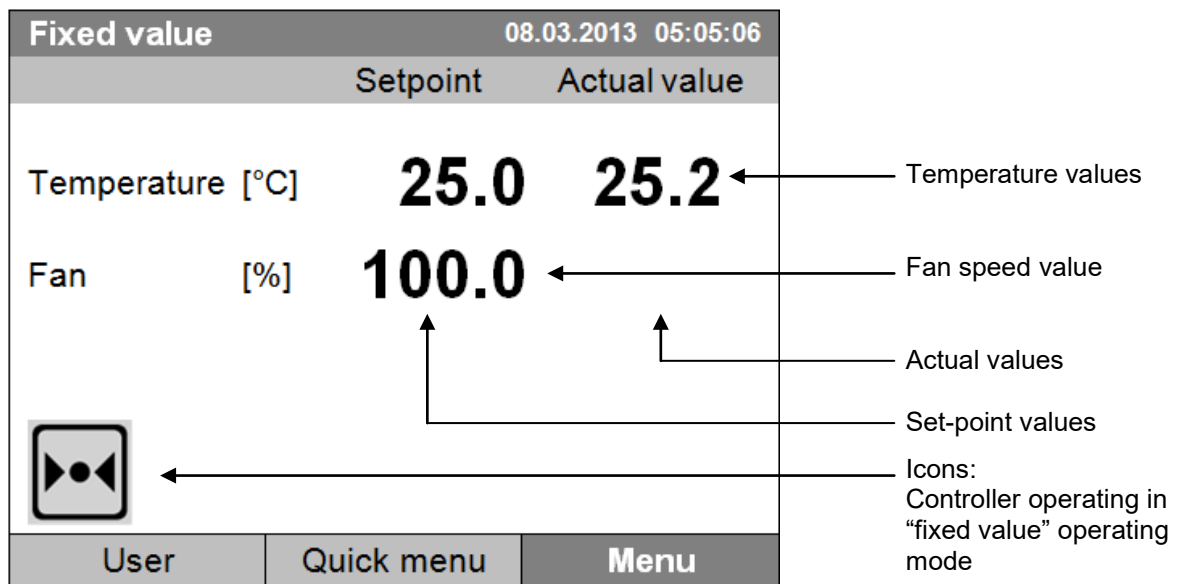 Fixed value 08.03.2013 05:05:06
Setpoint Actual value
Temperature [°C] 25.0 25.2
Temperature values
Fan [%] 100.0
Fan speed value
Actual values
Set-point values
Icons:
Controller operating in
“fixed value” operating
mode
User Quick menu Menu